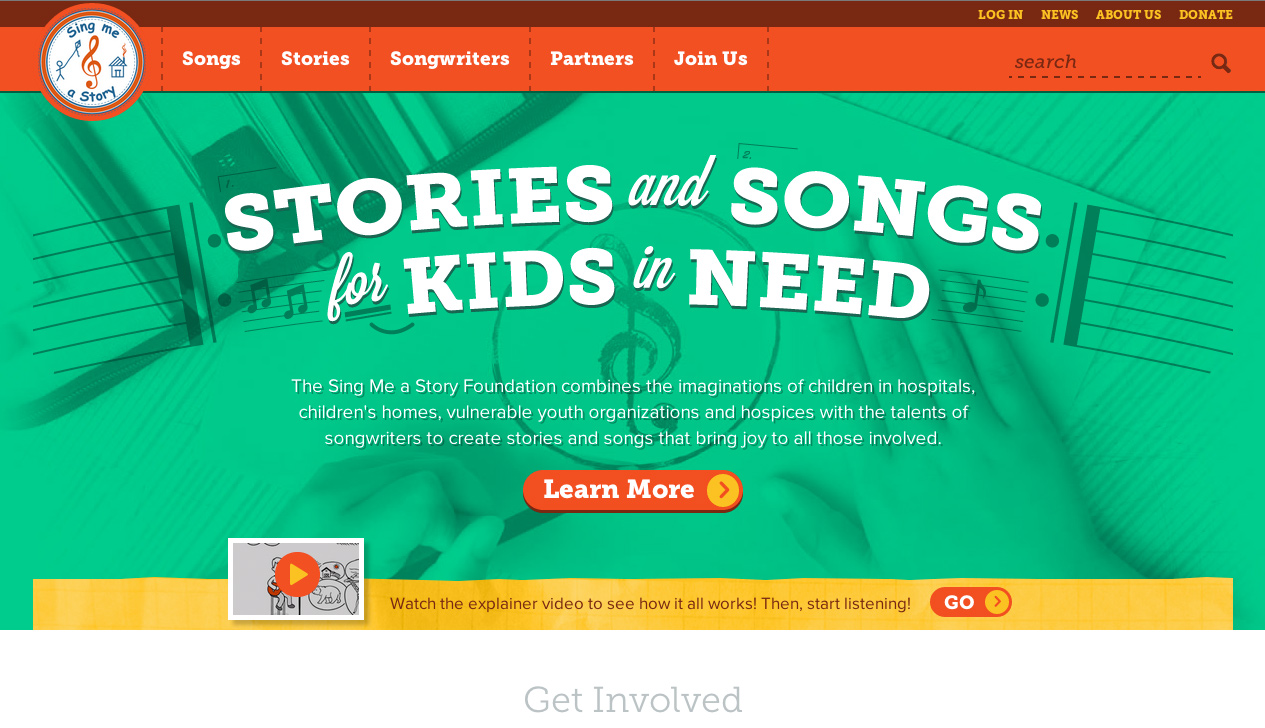 LOG IN NEWS ABOUT US DONATE
Sing me
a Story
Songs Stories Songwriters Partners Join Us
search
1.
2.
STORIES and SONGS
for KIDS in NEED
The Sing Me a Story Foundation combines the imaginations of children in hospitals,
children's homes, vulnerable youth organizations and hospices with the talents of
songwriters to create stories and songs that bring joy to all those involved.
Learn More
Watch the explainer video to see how it all works! Then, start listening!
GO
Get Involved